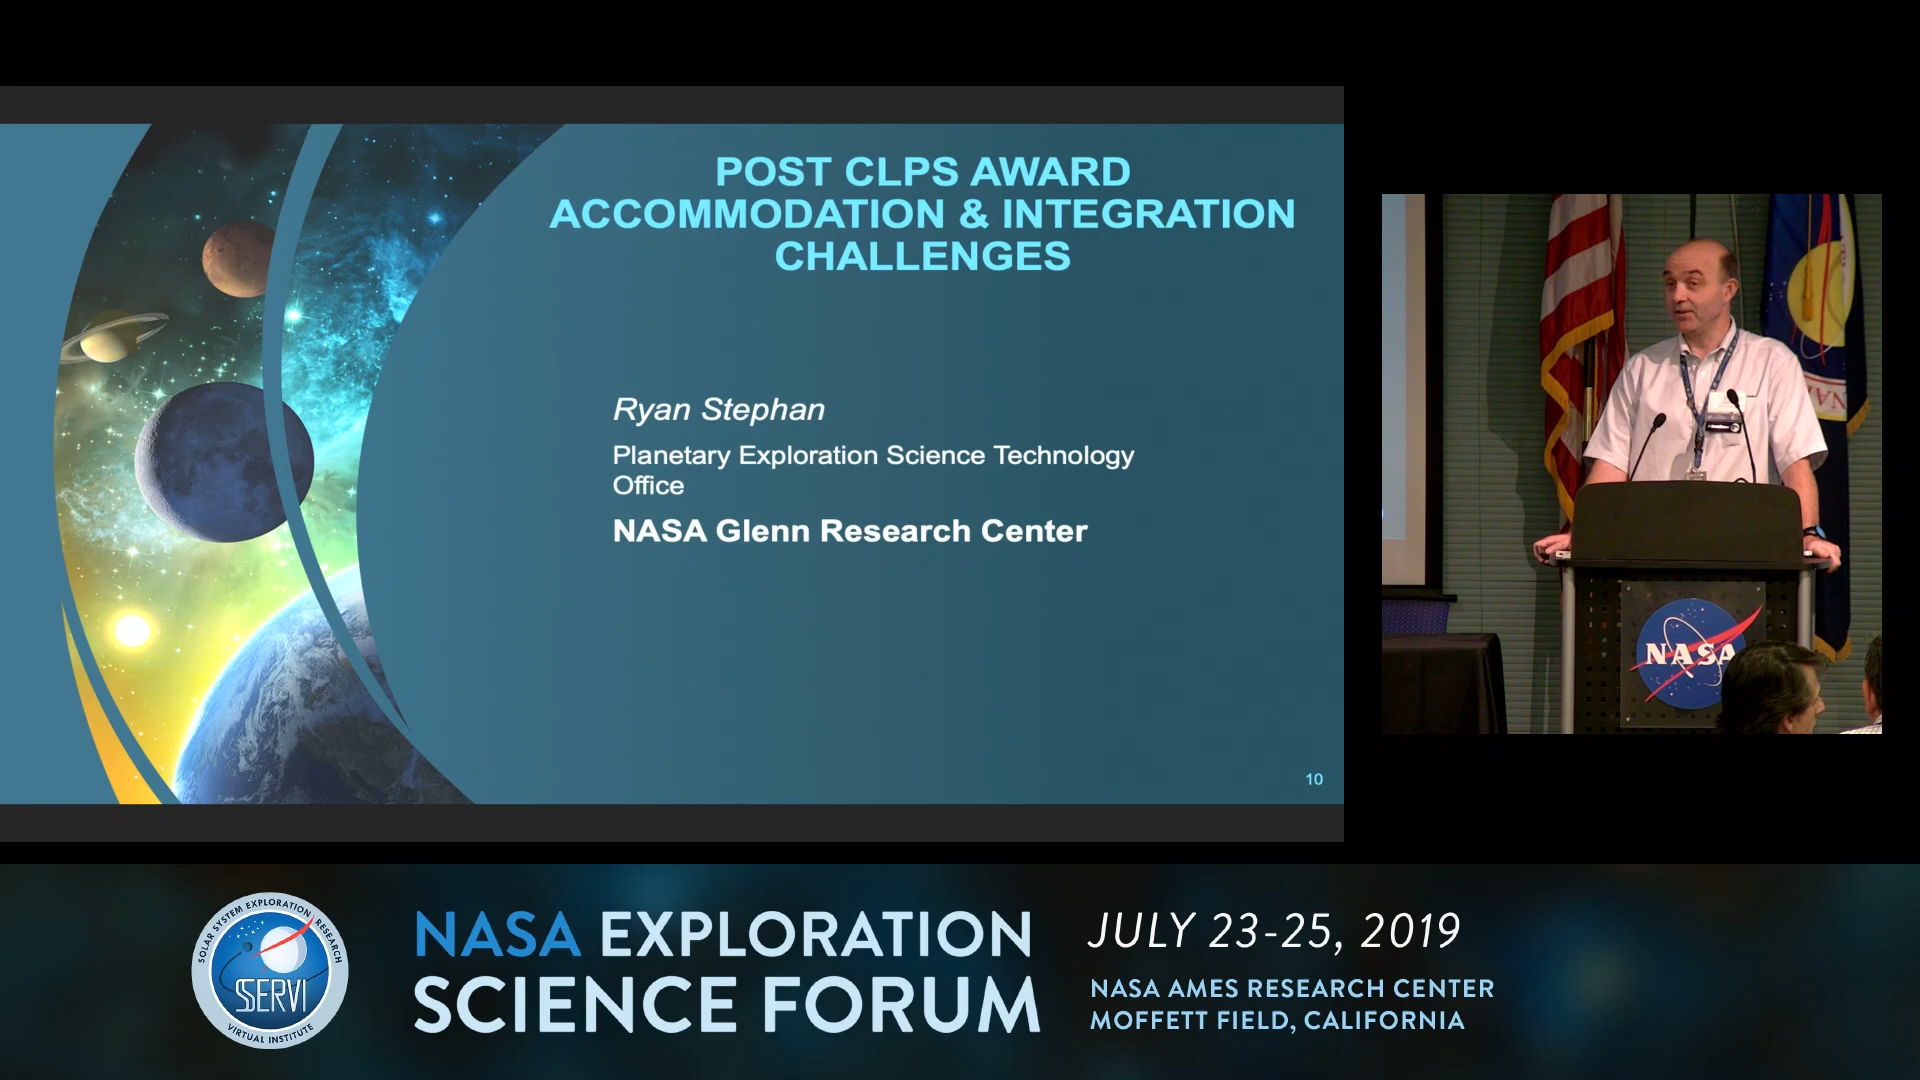 POST CLPS AWARD
ACCOMMODATION & INTEGRATION
CHALLENGES
Ryan Stephan
Planetary Exploration Science Technology
Office
NASA Glenn Research Center
10
NASA
SOLAR SYSTEM EXPLORATION RESEARCH
SSERVI
VIRTUAL INSTITUTE
NASA EXPLORATION
SCIENCE FORUM
JULY 23-25, 2019
NASA AMES RESEARCH CENTER
MOFFETT FIELD, CALIFORNIA